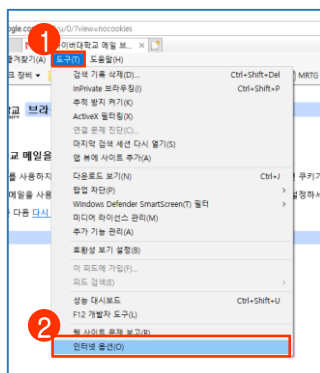 ogle.co /u/0/?view=nocookies
이버대학교 메일 브...
즐겨찾기(A) 도구(T) 도움말(H)
1
크 장비
검색 기록 삭제(D)... Ctrl+Shift+Del
MRTG
InPrivate 브라우징(I) Ctrl+Shift+P
추적 방지 켜기(K)
ActiveX 필터링(X)
브라
연결 문제 진단(C)...
마지막 검색 세션 다시 열기(S)
앱 뷰에 사이트 추가(A)
교 메일을
를 사용하지
다운로드 보기(N) Ctrl+J
쿠키가
팝업 차단(P) >
메일을 사용
Windows Defender SmartScreen(T) 필터 >
설정하세
미디어 라이선스 관리(M)
다음 다시
추가 기능 관리(A)
호환성 보기 설정(B)
이 피드에 가입(F)...
피드 검색(E) >
성능 대시보드 Ctrl+Shift+U
F12 개발자 도구(L)
2
웹 사이트 문제 보고(R)
인터넷 옵션(O)